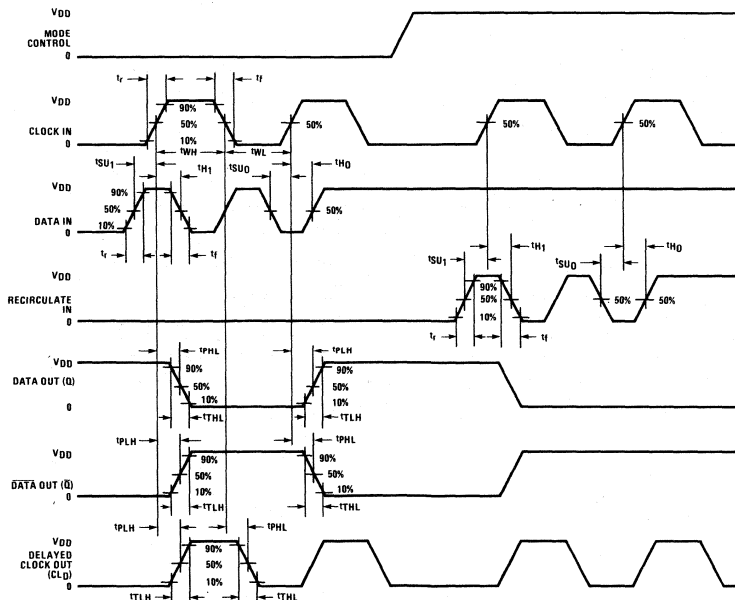 VDD
MODE
CONTROL
0
tr
tf
VDD
90%
CLOCK IN
50%
50%
50%
50%
10%
0
tWH
tWL
tSU1
tH1
tSU0
tH0
VDD
90%
DATA IN
50%
50%
10%
0
tr
tf
tSU1
tH1
tSU0
tH0
VDD
90%
RECIRCULATE
IN
50%
50%
50%
10%
0
tr
tf
tPHL
tPLH
VDD
90%
90%
DATA OUT (Q)
50%
50%
10%
10%
0
tTHL
tTLH
tPLH
tPHL
VDD
90%
90%
DATA OUT (Q̄)
50%
50%
10%
10%
0
tTLH
tTHL
tPLH
tPHL
VDD
90%
DELAYED
CLOCK OUT
(CLD)
50%
10%
0
tTLH
tTHL